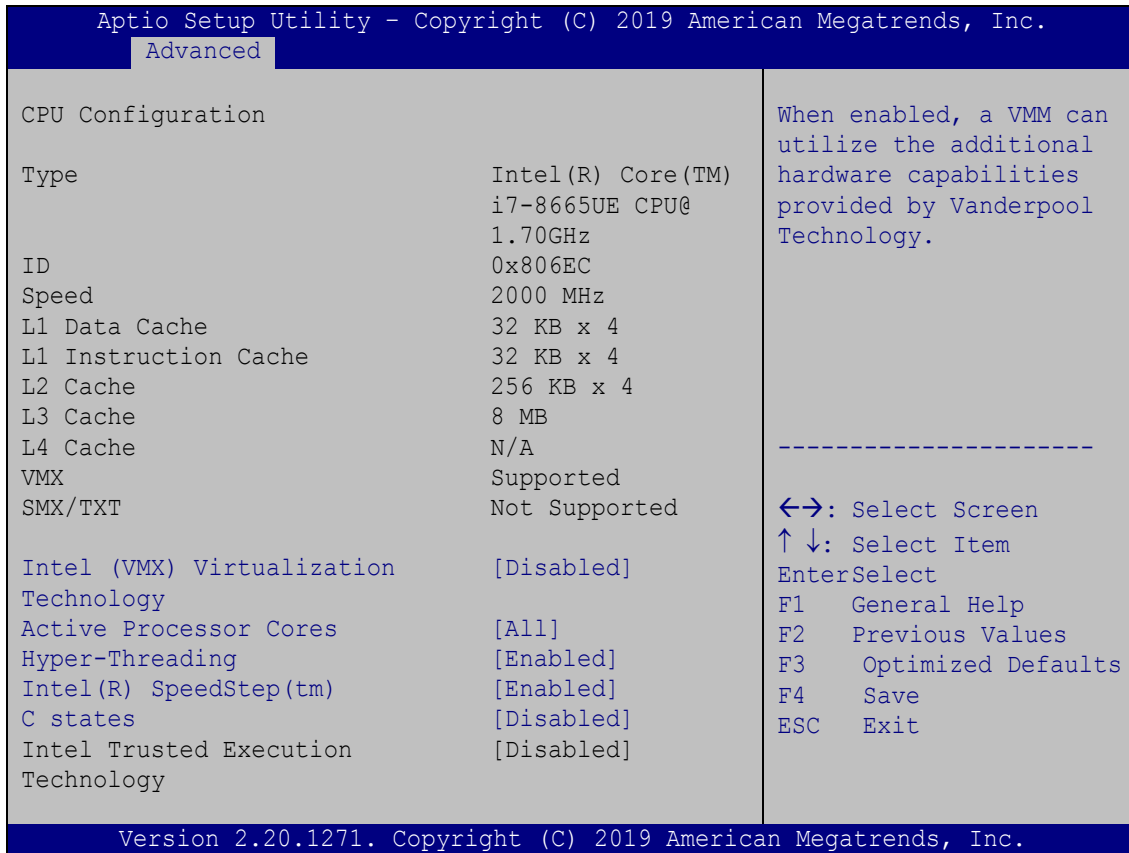 Aptio Setup Utility – Copyright (C) 2019 American Megatrends, Inc.
Advanced
CPU Configuration
Type Intel(R) Core(TM)
i7-8665UE CPU@
1.70GHz
ID 0x806EC
Speed 2000 MHz
L1 Data Cache 32 KB x 4
L1 Instruction Cache 32 KB x 4
L2 Cache 256 KB x 4
L3 Cache 8 MB
L4 Cache N/A
VMX Supported
SMX/TXT Not Supported
Intel (VMX) Virtualization [Disabled]
Technology
Active Processor Cores [All]
Hyper-Threading [Enabled]
Intel(R) SpeedStep(tm) [Enabled]
C states [Disabled]
Intel Trusted Execution [Disabled]
Technology
When enabled, a VMM can
utilize the additional
hardware capabilities
provided by Vanderpool
Technology.
----------------------
←→: Select Screen
↑ ↓: Select Item
EnterSelect
F1 General Help
F2 Previous Values
F3 Optimized Defaults
F4 Save
ESC Exit
Version 2.20.1271. Copyright (C) 2019 American Megatrends, Inc.